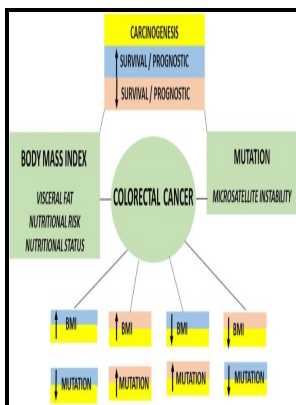 CARCINOGENESIS
SURVIVAL / PROGNOSTIC
SURVIVAL / PROGNOSTIC
BODY MASS INDEX
VISCERAL FAT
NUTRITIONAL RISK
NUTRITIONAL STATUS
COLORECTAL CANCER
MUTATION
MICROSATELLITE INSTABILITY
BMI
BMI
BMI
BMI
MUTATION
MUTATION
MUTATION
MUTATION